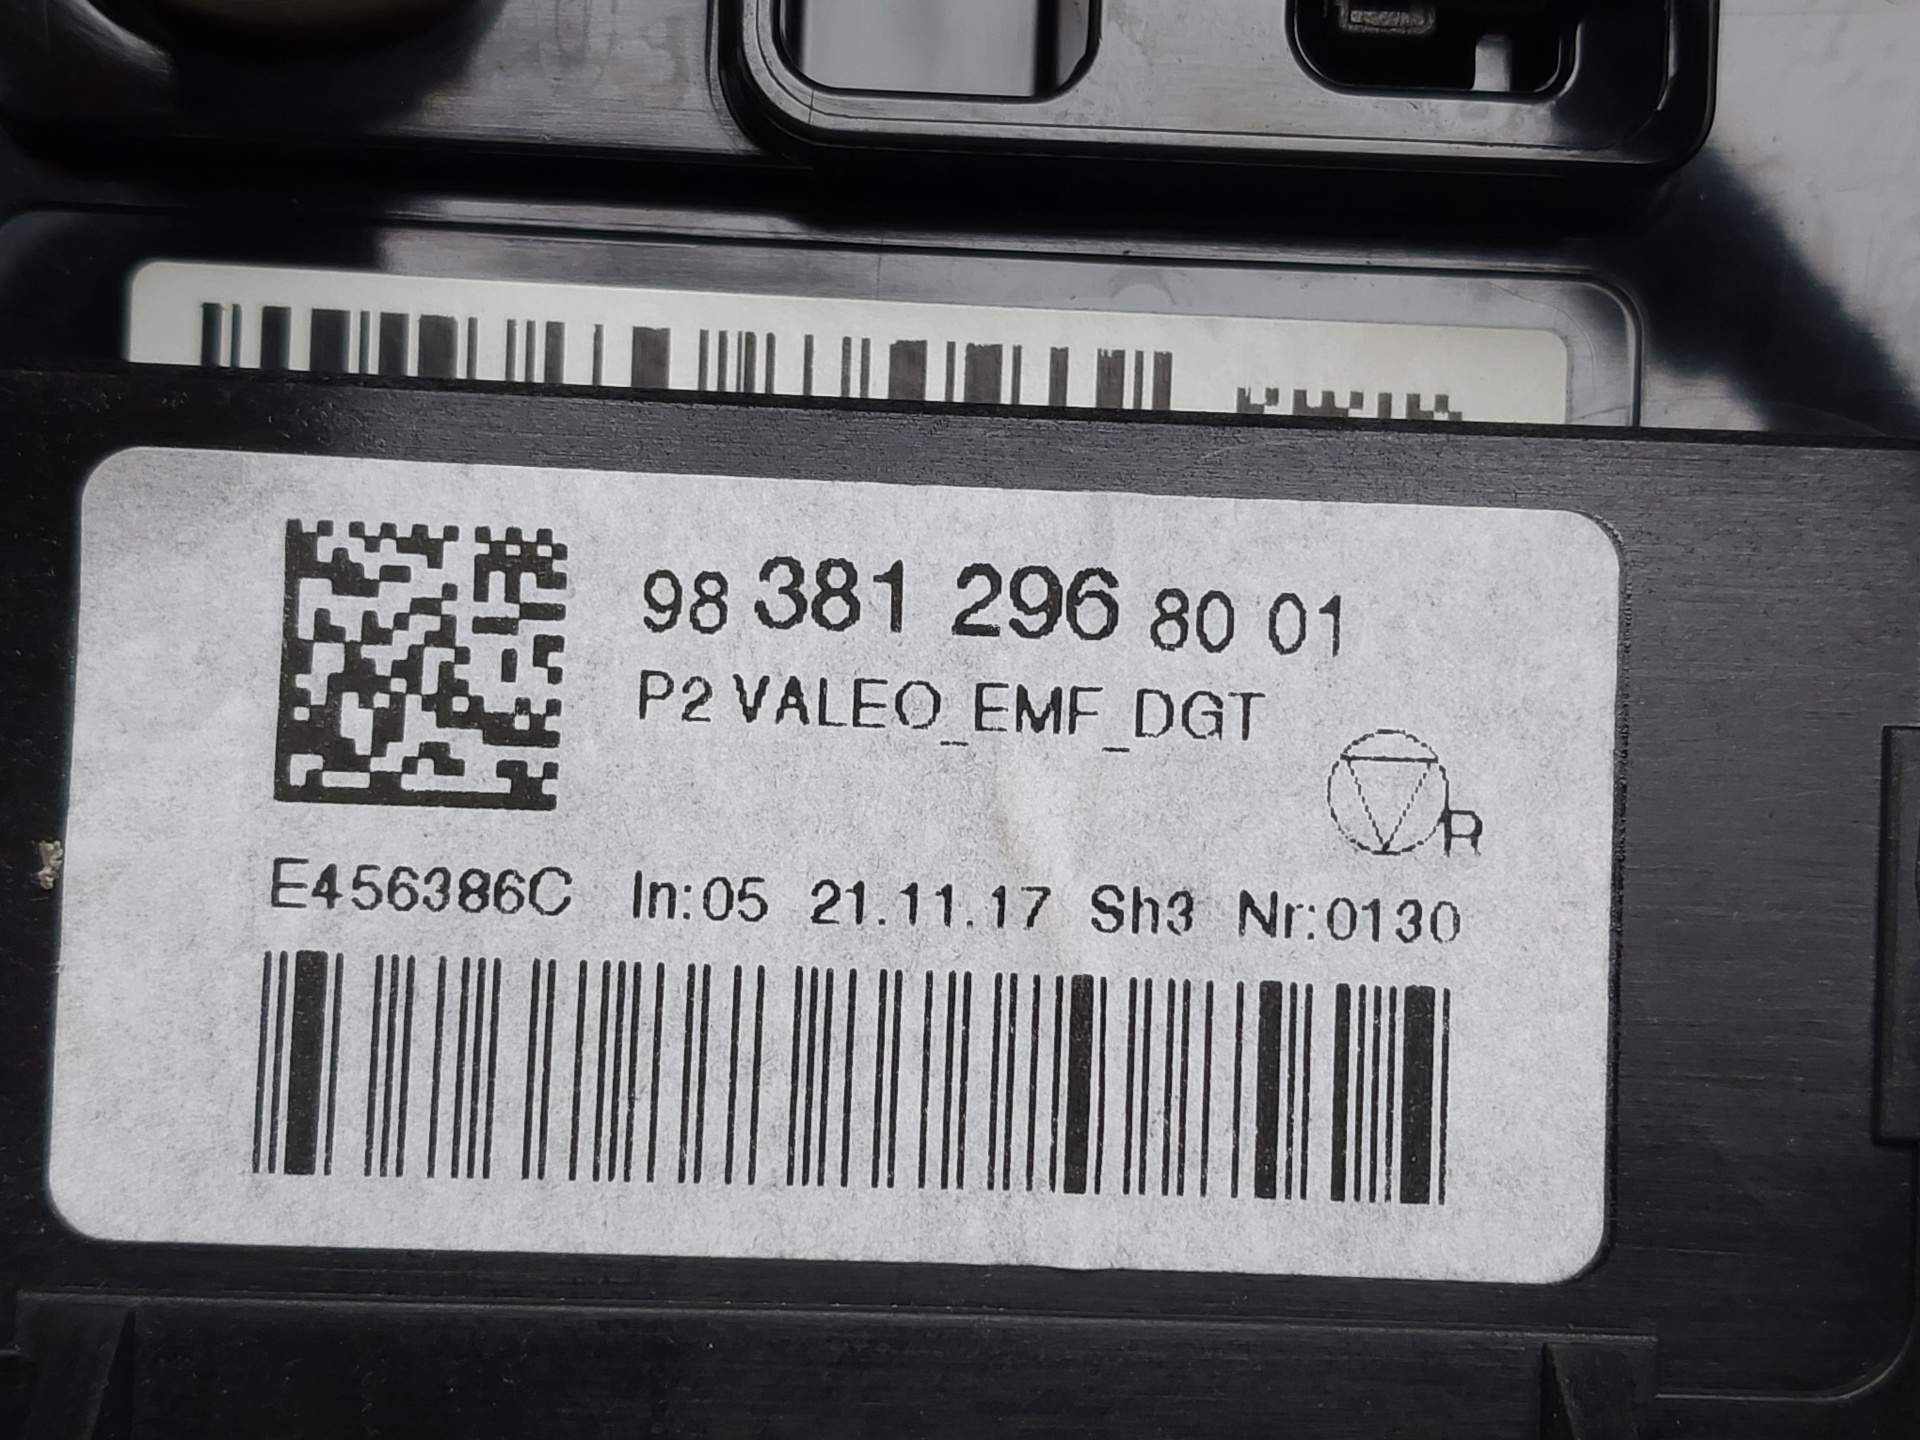 98 381 296 80 01
P2 VALEO_EMF_DGT
R
E456386C In:05 21.11.17 Sh3 Nr:0130